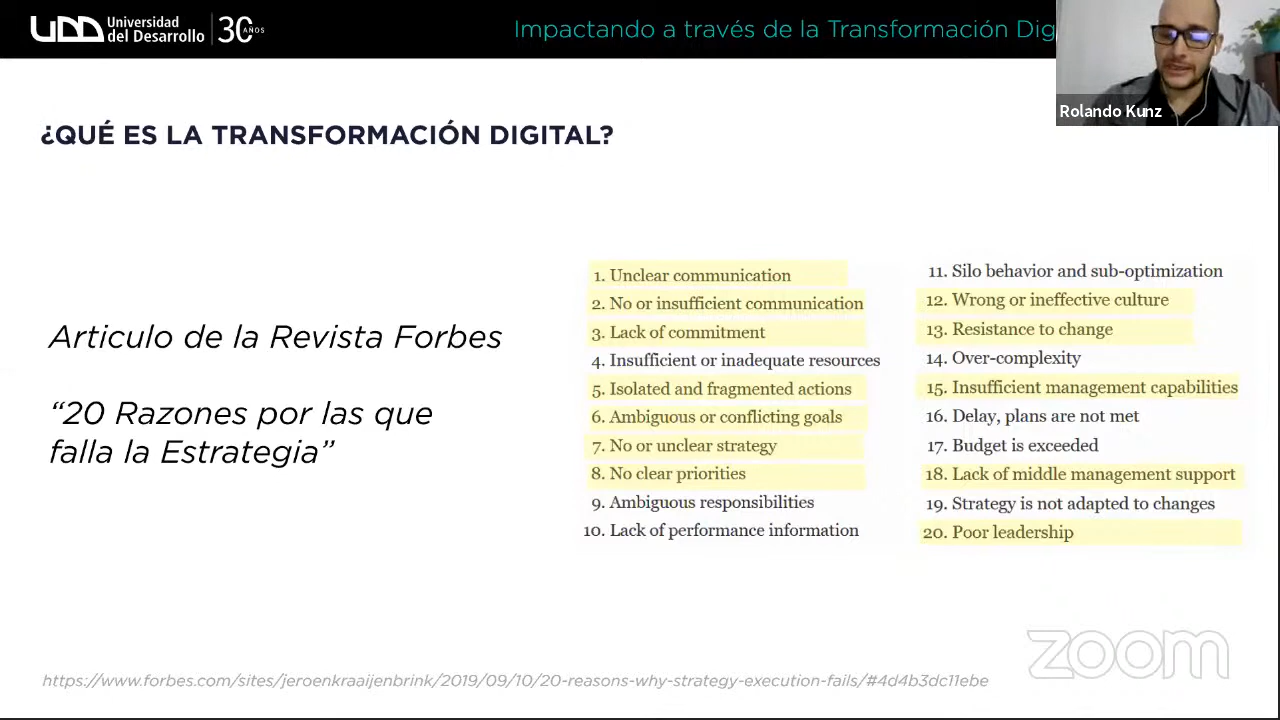 UDD Universidad del Desarrollo | 30 AÑOS
Impactando a través de la Transformación Dig
Rolando Kunz
¿QUÉ ES LA TRANSFORMACIÓN DIGITAL?
Articulo de la Revista Forbes
“20 Razones por las que
falla la Estrategia”
1. Unclear communication
2. No or insufficient communication
3. Lack of commitment
4. Insufficient or inadequate resources
5. Isolated and fragmented actions
6. Ambiguous or conflicting goals
7. No or unclear strategy
8. No clear priorities
9. Ambiguous responsibilities
10. Lack of performance information
11. Silo behavior and sub-optimization
12. Wrong or ineffective culture
13. Resistance to change
14. Over-complexity
15. Insufficient management capabilities
16. Delay, plans are not met
17. Budget is exceeded
18. Lack of middle management support
19. Strategy is not adapted to changes
20. Poor leadership
zoom
https://www.forbes.com/sites/jeroenkraaijenbrink/2019/09/10/20-reasons-why-strategy-execution-fails/#4d4b3dc11ebe